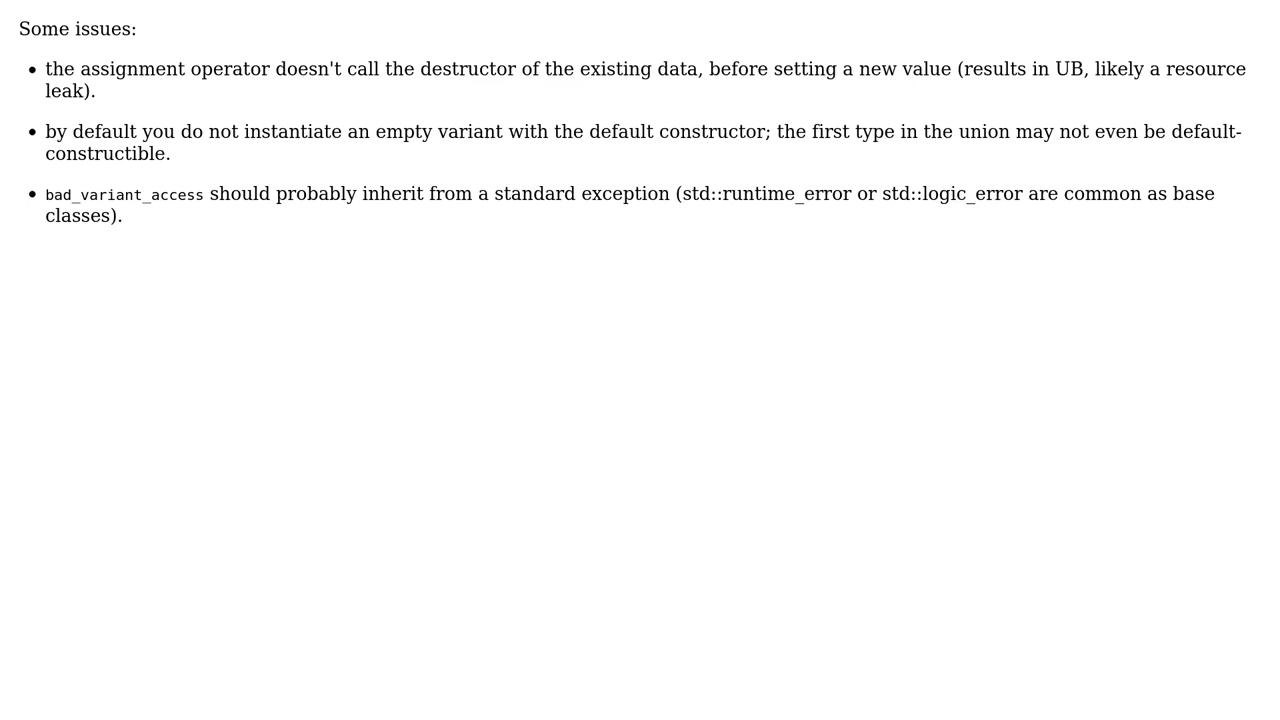 Some issues:
the assignment operator doesn't call the destructor of the existing data, before setting a new value (results in UB, likely a resource
leak).
by default you do not instantiate an empty variant with the default constructor; the first type in the union may not even be default-
constructible.
bad_variant_access should probably inherit from a standard exception (std::runtime_error or std::logic_error are common as base
classes).